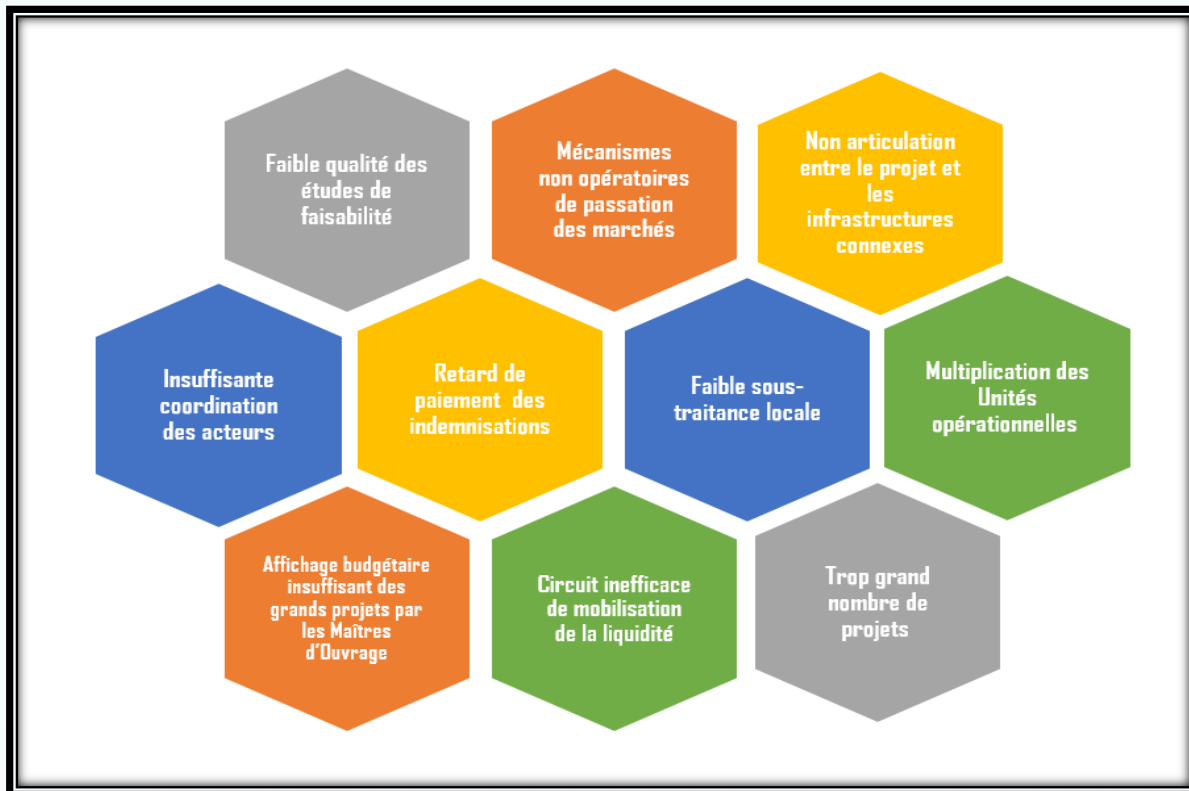 Faible qualité des
études de
faisabilité
Mécanismes
non opératoires
de passation
des marchés
Non articulation
entre le projet et
les
infrastructures
connexes
Insuffisante
coordination
des acteurs
Retard de
paiement des
indemnisations
Faible sous-
traitance locale
Multiplication des
Unités
opérationnelles
Affichage budgétaire
insuffisant des
grands projets par
les Maîtres
d'Ouvrage
Circuit inefficace
de mobilisation
de la liquidité
Trop grand
nombre de
projets